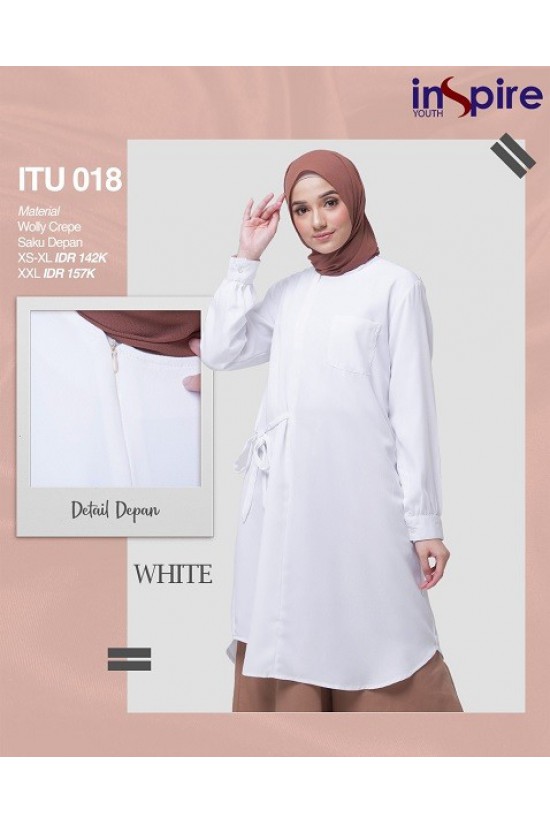 inSpire
YOUTH
ITU 018
Material
Wolly Crepe
Saku Depan
XS-XL IDR 142K
XXL IDR 157K
Detail Depan
WHITE